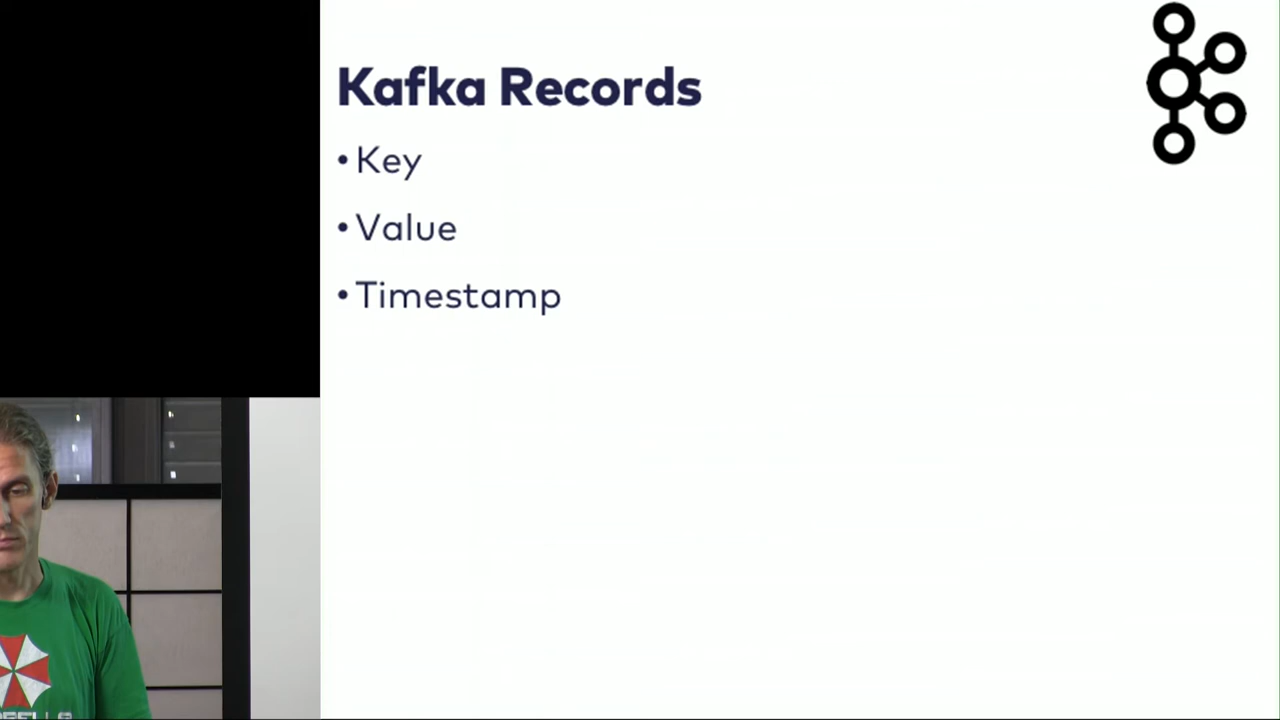 Kafka Records
• Key
• Value
• Timestamp